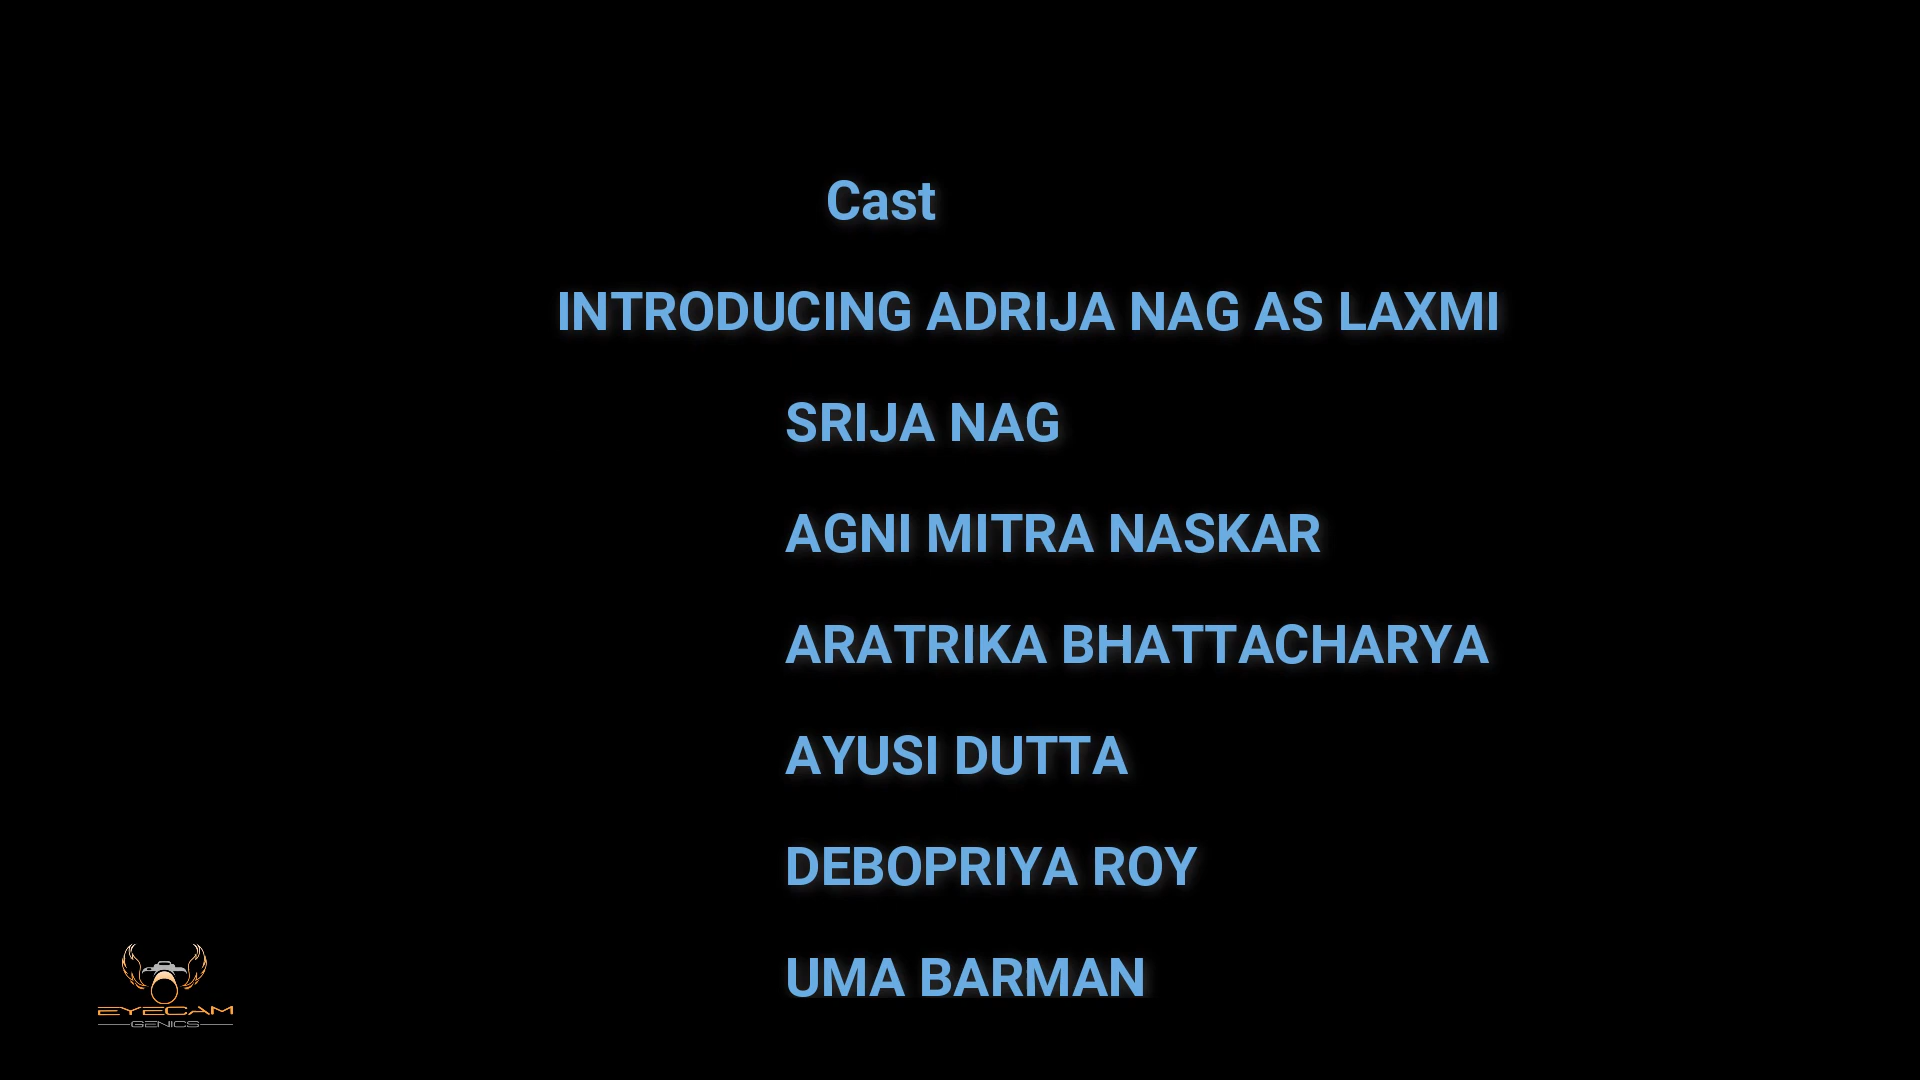 Cast
INTRODUCING ADRIJA NAG AS LAXMI
SRIJA NAG
AGNI MITRA NASKAR
ARATRIKA BHATTACHARYA
AYUSI DUTTA
DEBOPRIYA ROY
UMA BARMAN
EYECAM
GENICS